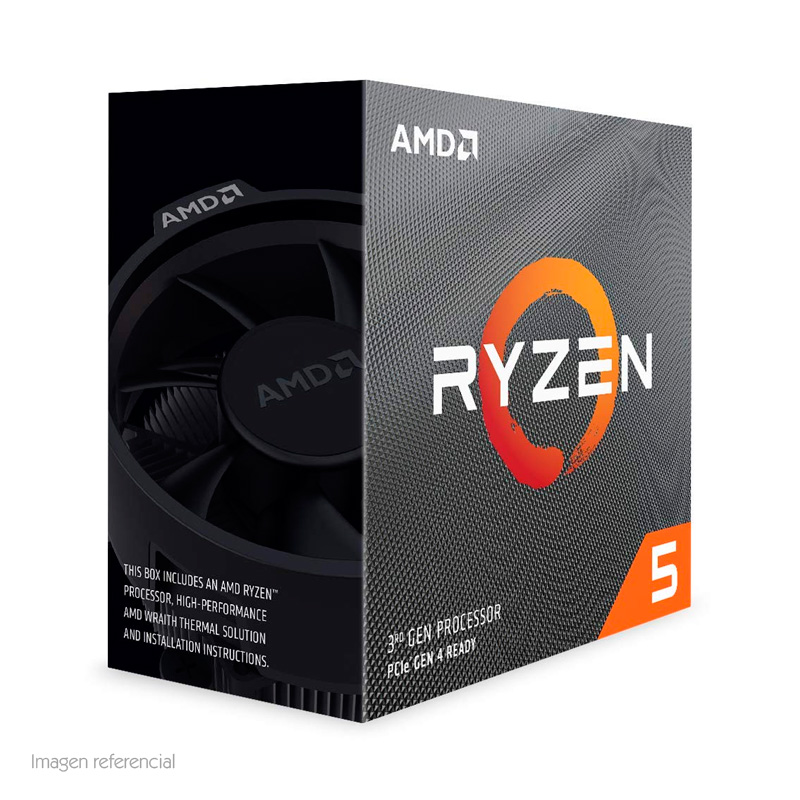 AMD
AMD
THIS BOX INCLUDES AN AMD RYZEN™
PROCESSOR, HIGH-PERFORMANCE
AMD WRAITH THERMAL SOLUTION
AND INSTALLATION INSTRUCTIONS.
AMD
RYZEN
5
3RD GEN PROCESSOR
PCIe GEN 4 READY
Imagen referencial